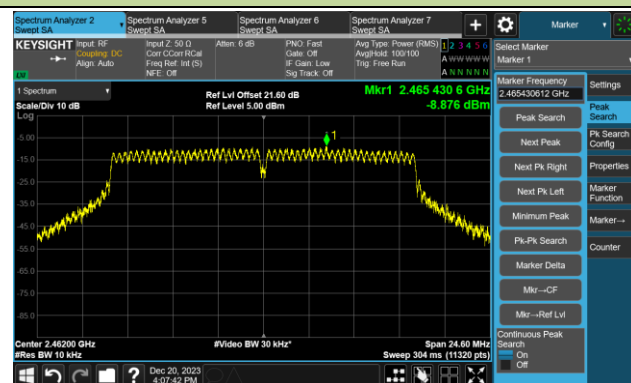 Spectrum Analyzer 2
Swept SA
Spectrum Analyzer 5
Swept SA
Spectrum Analyzer 6
Swept SA
Spectrum Analyzer 7
Swept SA
+
Marker
KEYSIGHT
Input: RF
Coupling: DC
Align: Auto
Input Z: 50 Ω
Corr CCorr RCal
Freq Ref: Int (S)
NFE: Off
Atten: 6 dB
PNO: Fast
Gate: Off
IF Gain: Low
Sig Track: Off
Avg Type: Power (RMS)
Avg|Hold: 100/100
Trig: Free Run
1 2 3 4 5 6
A W W W W W
A N N N N N
Select Marker
Marker 1
LXI
1 Spectrum
Scale/Div 10 dB
Log
Ref Lvl Offset 21.60 dB
Ref Level 5.00 dBm
Mkr1 2.465 430 6 GHz
-8.876 dBm
1
-5.00
-15.0
-25.0
-35.0
-45.0
-55.0
-65.0
-75.0
-85.0
Center 2.46200 GHz
#Res BW 10 kHz
#Video BW 30 kHz*
Span 24.60 MHz
Sweep 304 ms (11320 pts)
Marker Frequency
2.465430612 GHz
Peak Search
Next Peak
Next Pk Right
Next Pk Left
Minimum Peak
Pk-Pk Search
Marker Delta
Mkr→CF
Mkr→Ref Lvl
Continuous Peak
Search
On
Off
Settings
Peak
Search
Pk Search
Config
Properties
Marker
Function
Marker→
Counter
?
Dec 20, 2023
4:07:42 PM